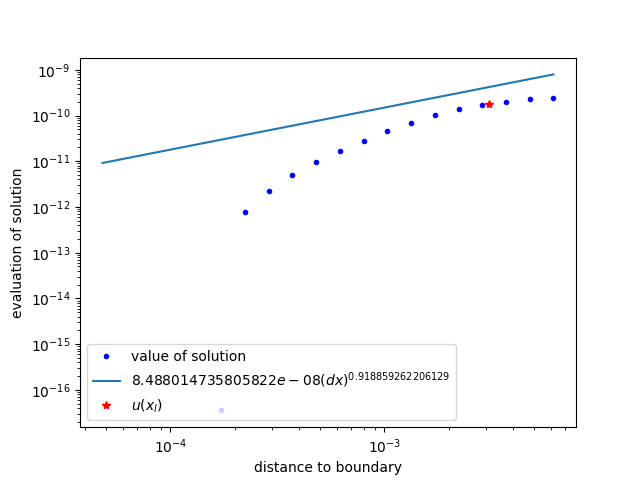 10⁻⁹
10⁻¹⁰
10⁻¹¹
10⁻¹²
10⁻¹³
10⁻¹⁴
10⁻¹⁵
10⁻¹⁶
evaluation of solution
value of solution
8.488014735805822e − 08(dx)^0.918859262206129
u(x_l)
10⁻⁴
10⁻³
distance to boundary